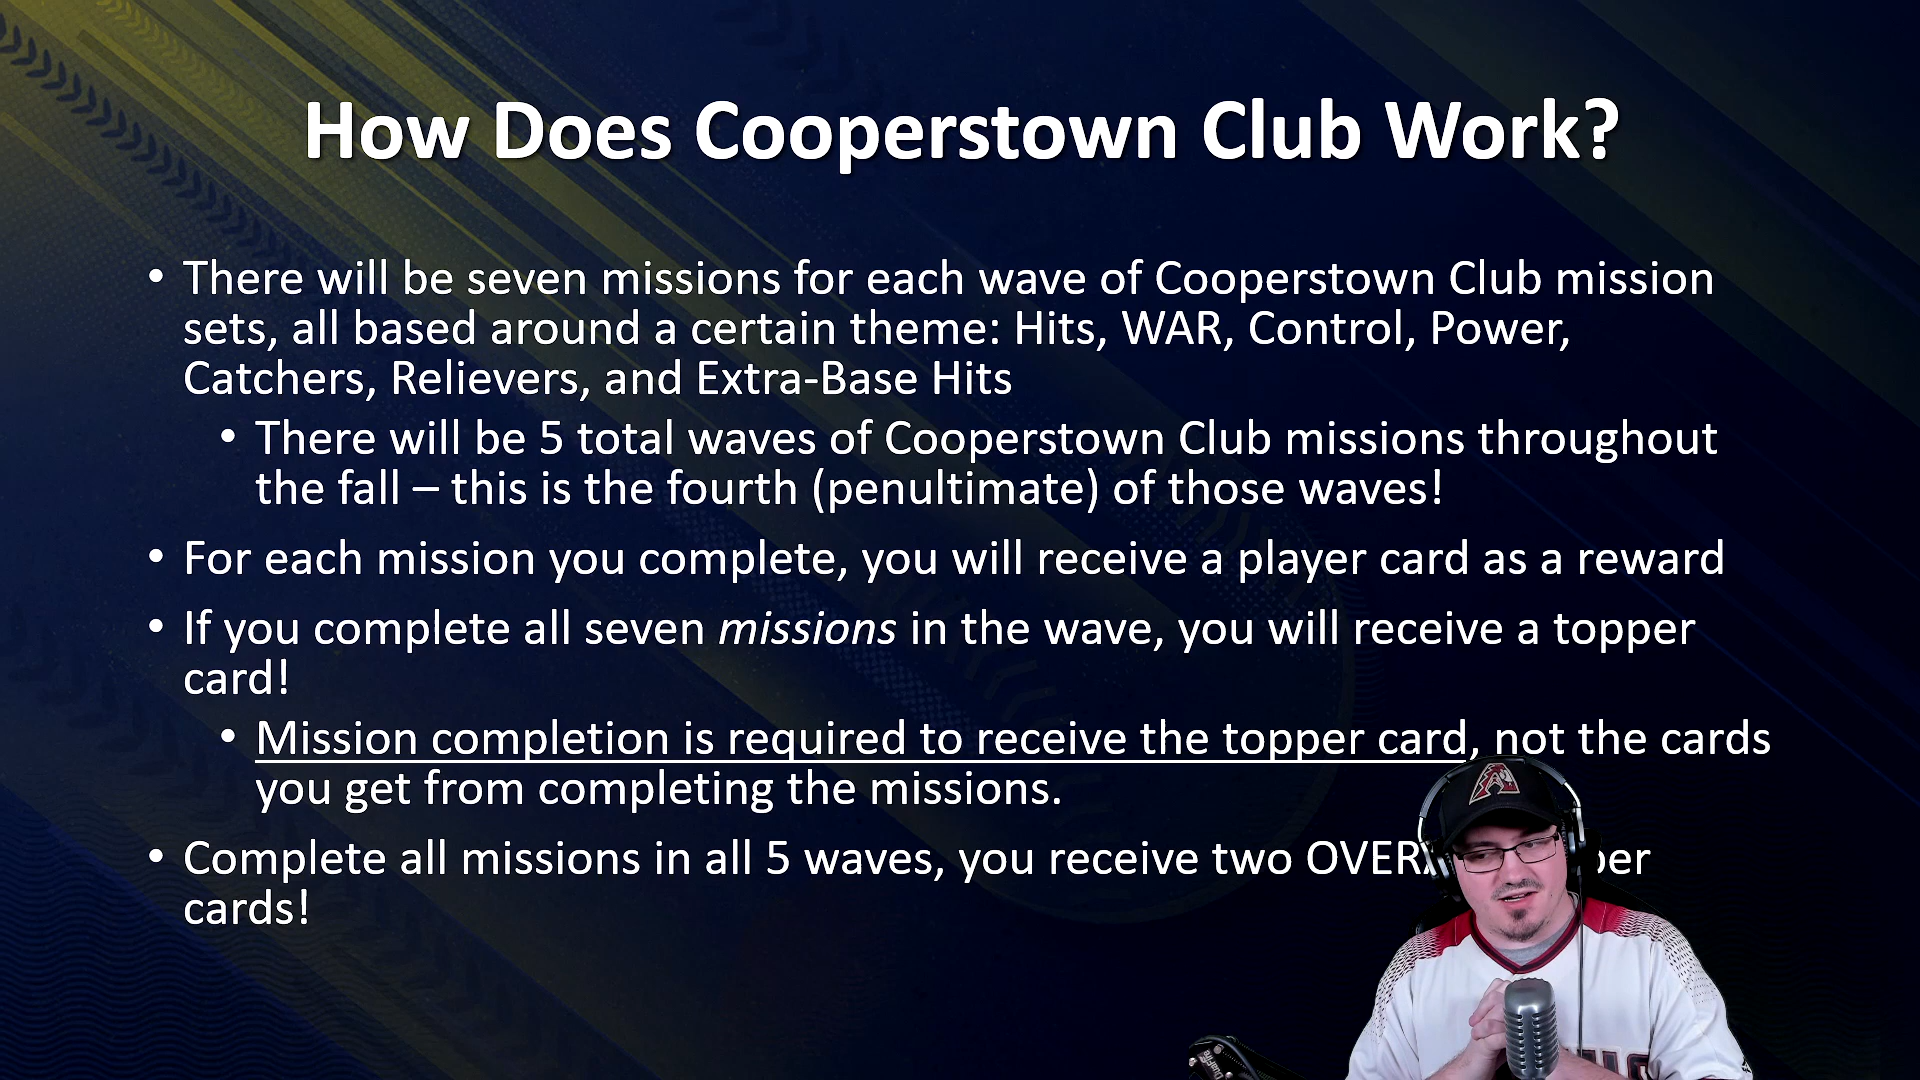 How Does Cooperstown Club Work?
• There will be seven missions for each wave of Cooperstown Club mission
sets, all based around a certain theme: Hits, WAR, Control, Power,
Catchers, Relievers, and Extra-Base Hits
• There will be 5 total waves of Cooperstown Club missions throughout
the fall – this is the fourth (penultimate) of those waves!
• For each mission you complete, you will receive a player card as a reward
• If you complete all seven missions in the wave, you will receive a topper
card!
• Mission completion is required to receive the topper card, not the cards
you get from completing the missions.
• Complete all missions in all 5 waves, you receive two
cards!